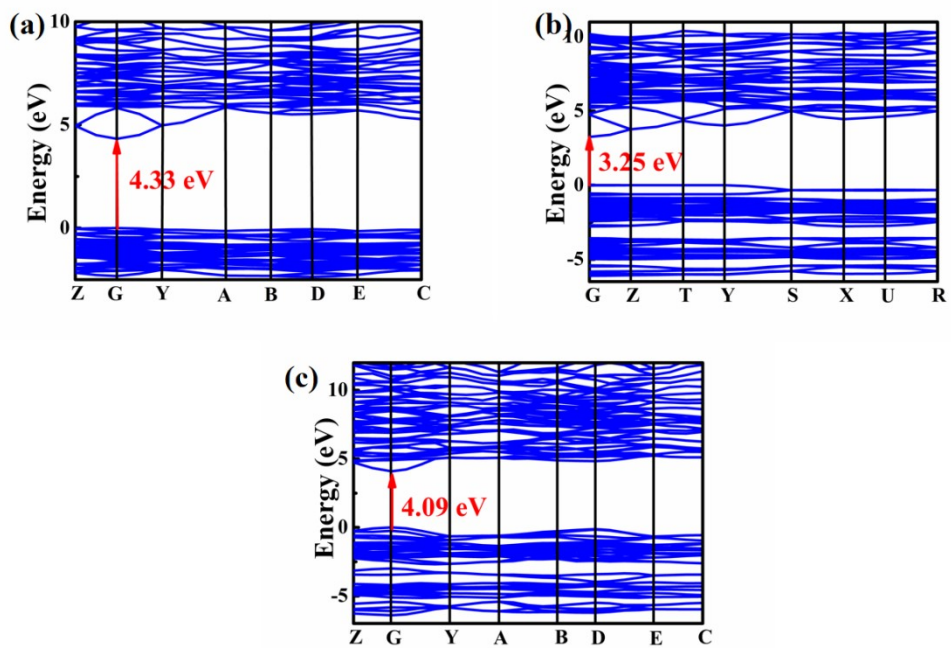 (a)
Energy (eV)
10
5
0
4.33 eV
Z G Y A B D E C
(b)
Energy (eV)
10
5
0
-5
3.25 eV
G Z T Y S X U R
(c)
Energy (eV)
10
5
0
-5
4.09 eV
Z G Y A B D E C